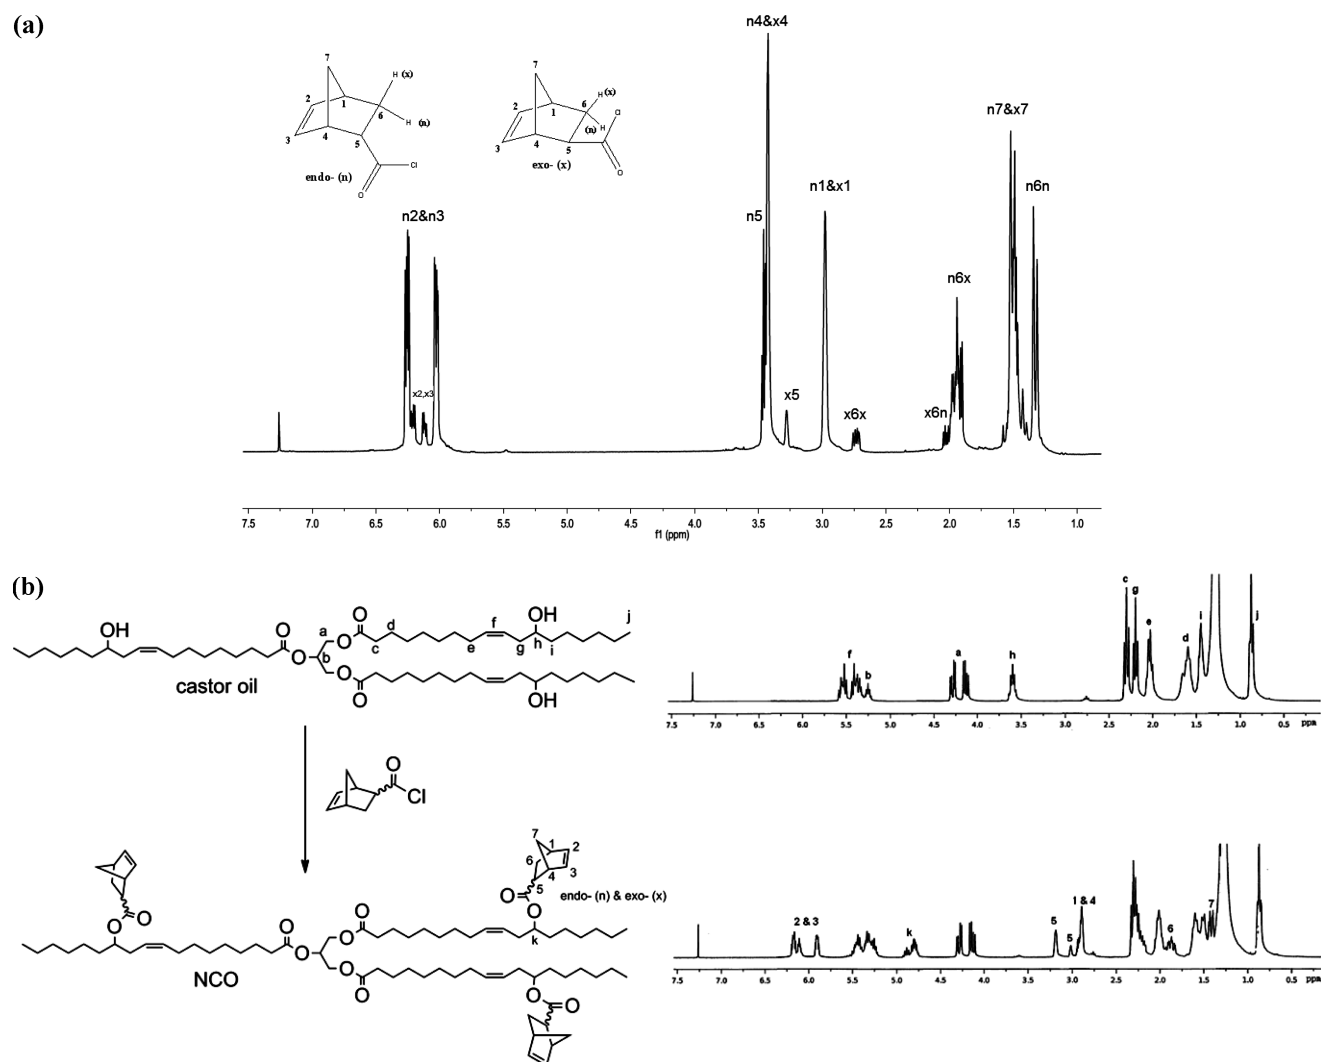 (a)
n4&x4
7
H (x)
2
1
6
H (n)
3
4
5
Cl
O
endo- (n)
7
H (x)
6
Cl
2
1
(n) H
3
4
5
O
exo- (x)
n2&n3
x2,x3
n5
x5
n1&x1
x6x
x6n
n6x
n7&x7
n6n
7.5 7.0 6.5 6.0 5.5 5.0 4.5 4.0 3.5 3.0 2.5 2.0 1.5 1.0
f1 (ppm)
(b)
OH
O
O
a
b
O
O
O
c
d
e
f
g
OH
h
i
j
O
OH
castor oil
O
Cl
f
b
a
h
c
g
e
d
i
j
7.5 7.0 6.5 6.0 5.5 5.0 4.5 4.0 3.5 3.0 2.5 2.0 1.5 1.0 0.5 ppm
O
O
O
O
O
O
O
O
7
1
2
6
3
4
5
O
O
endo- (n) & exo- (x)
k
O
O
NCO
2 & 3
k
5
5
1 & 4
6
7
7.5 7.0 6.5 6.0 5.5 5.0 4.5 4.0 3.5 3.0 2.5 2.0 1.5 1.0 0.5 ppm